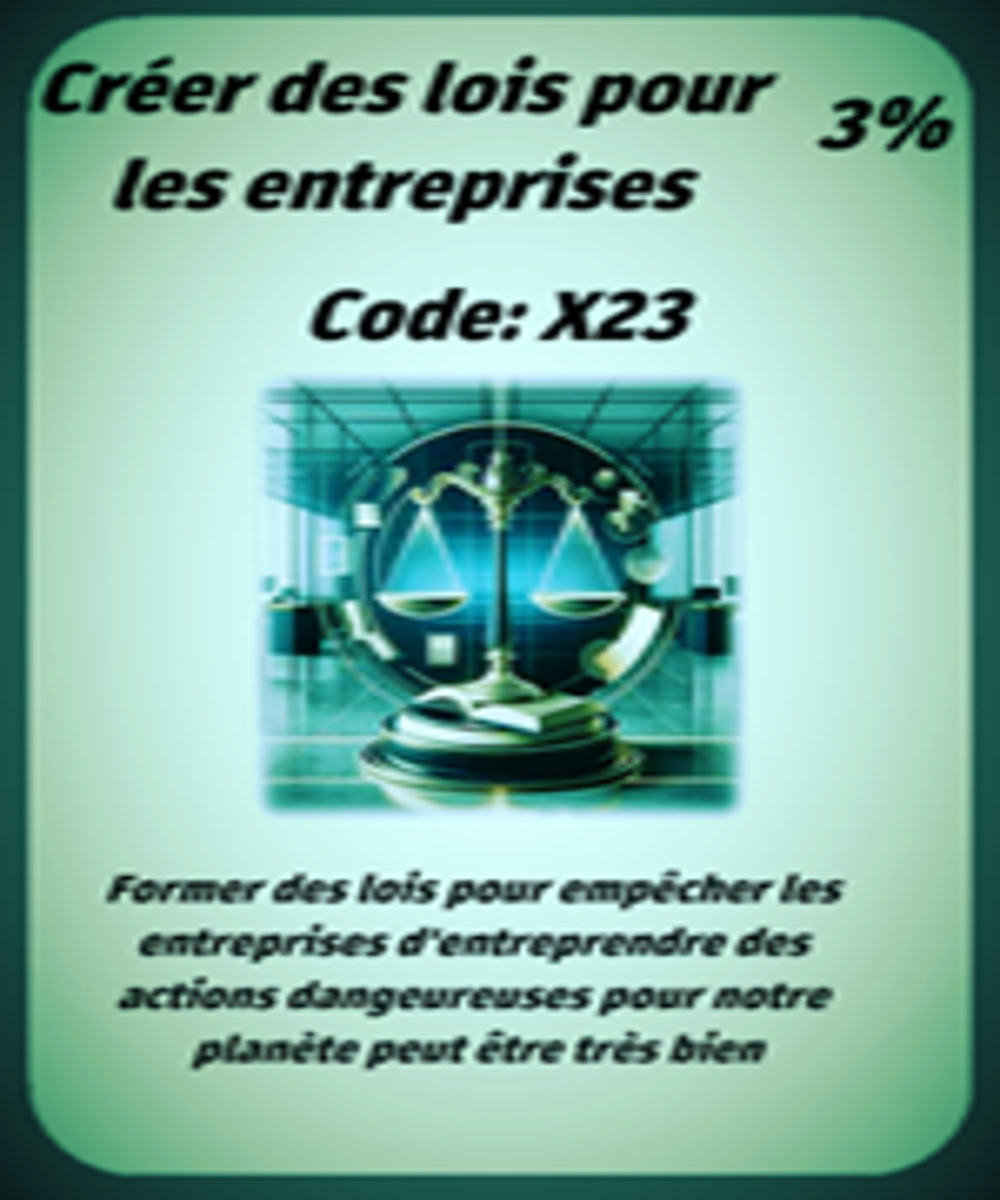 Créer des lois pour
les entreprises
3%
Code: X23
Former des lois pour empêcher les
entreprises d'entreprendre des
actions dangeureuses pour notre
planète peut être très bien